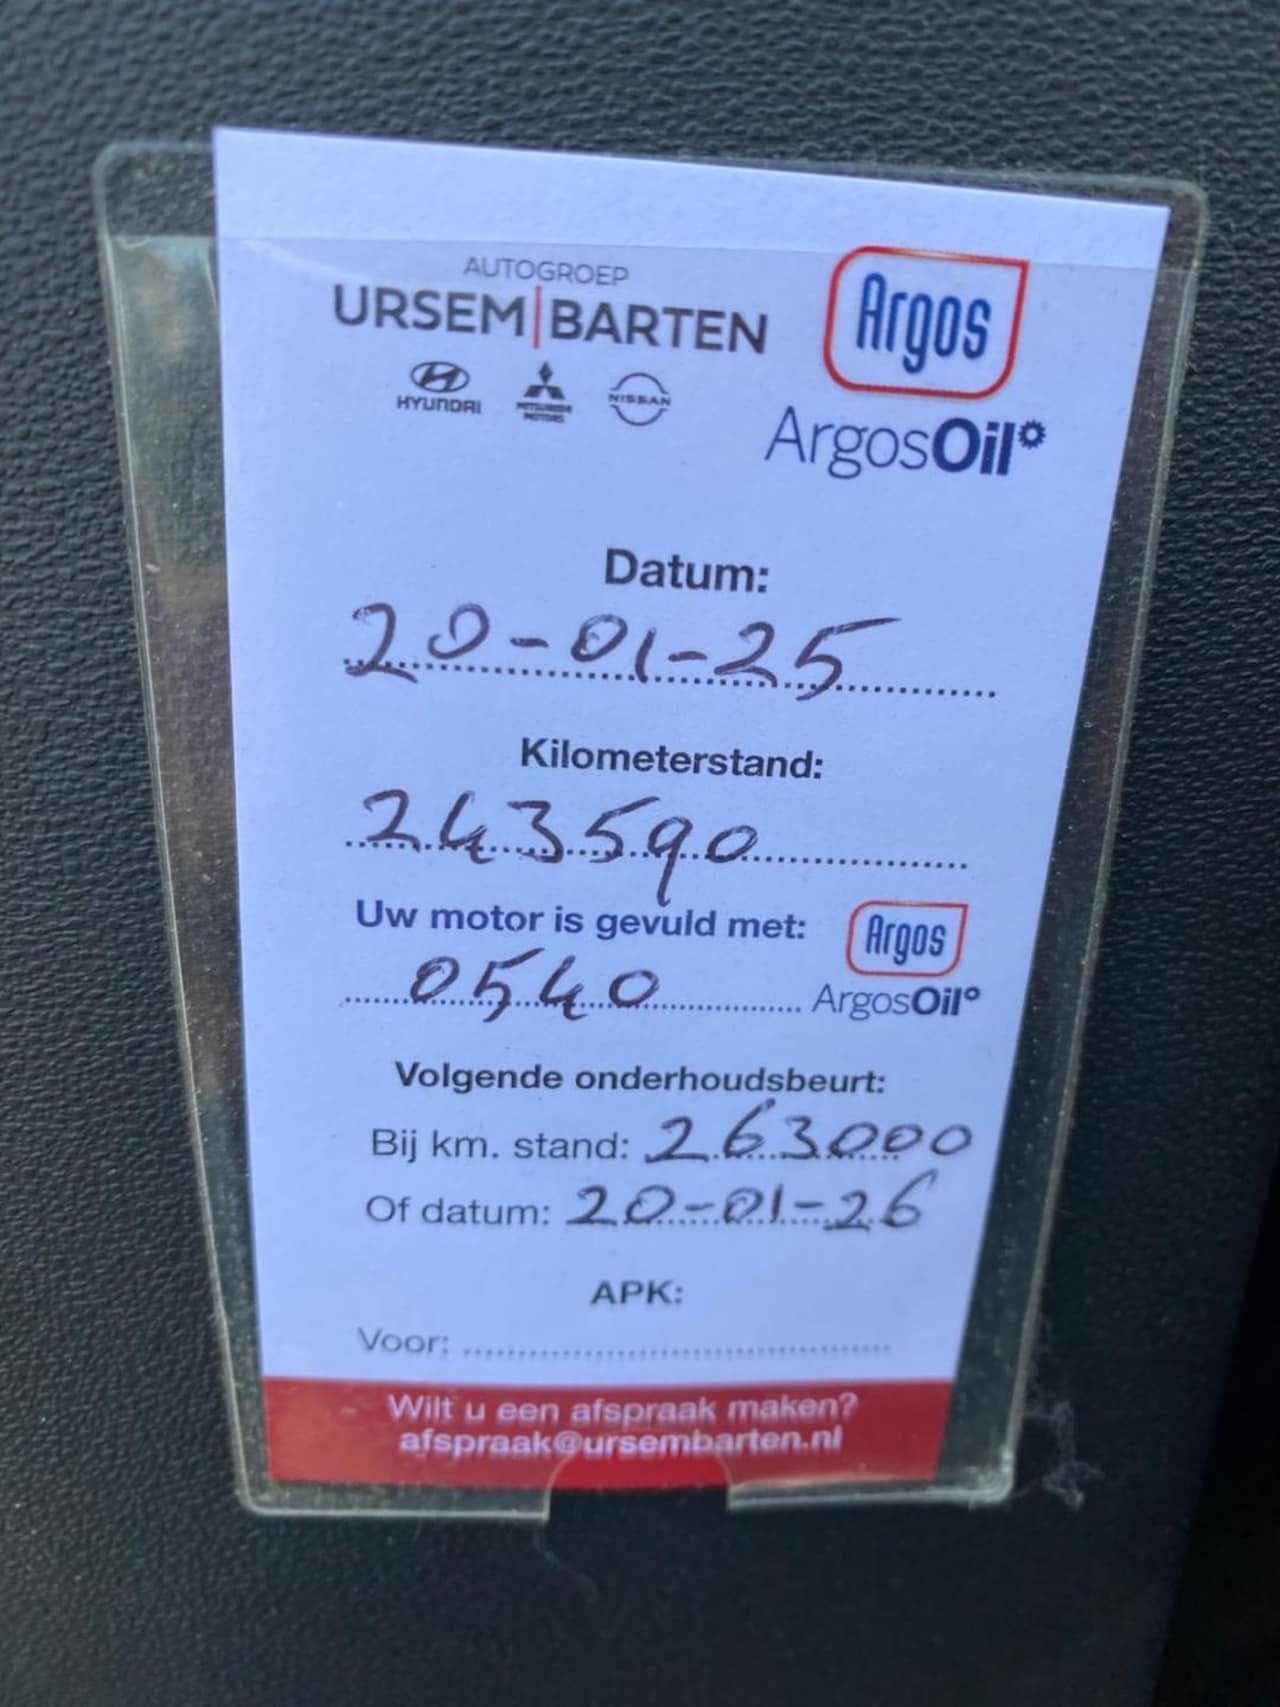 AUTOGROEP
URSEM|BARTEN
Argos
HYUNDAI
MITSUBISHI
MOTORS
NISSAN
ArgosOil
Datum:
20-01-25
Kilometerstand:
243590
Uw motor is gevuld met:
Argos
0540
ArgosOil
Volgende onderhoudsbeurt:
Bij km. stand: 263000
Of datum: 20-01-26
APK:
Voor:
Wilt u een afspraak maken?
afspraak@ursembarten.nl